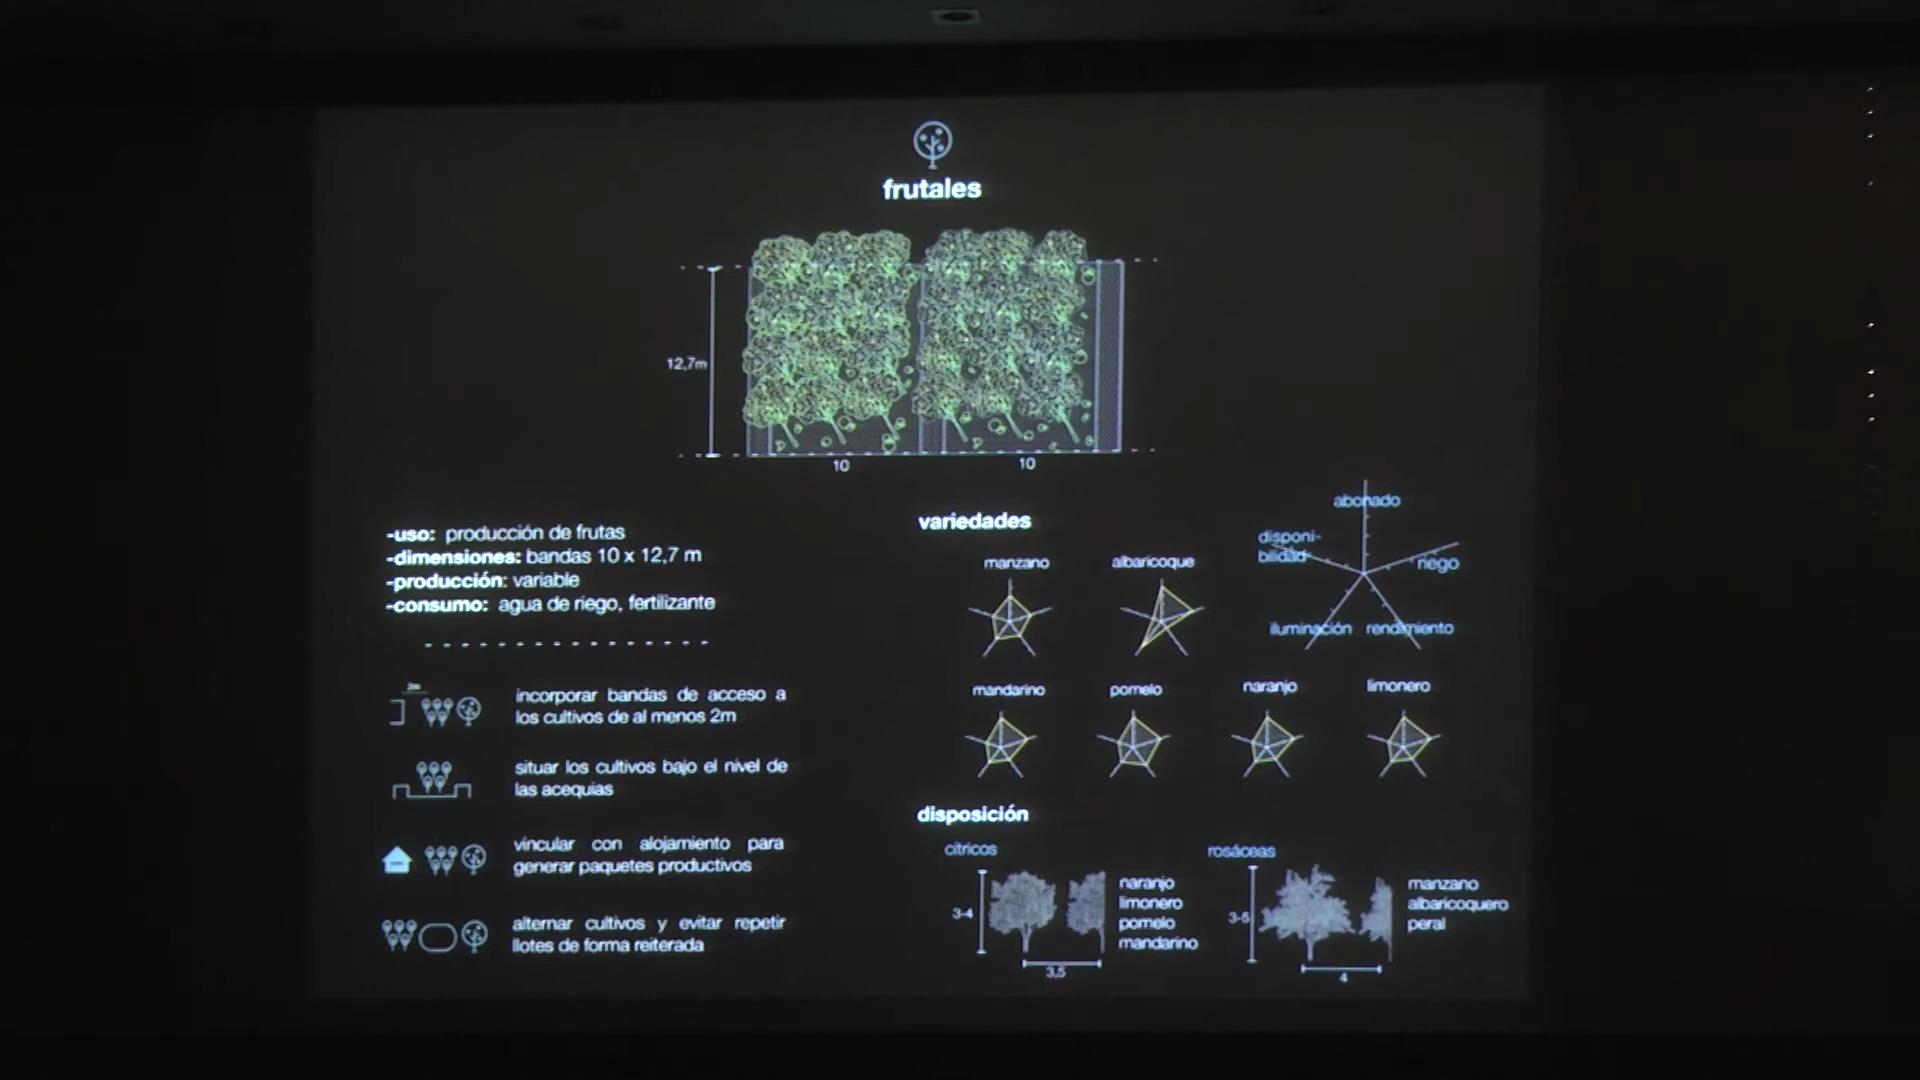 frutales
12,7m
10
10
-uso: producción de frutas
-dimensiones: bandas 10 x 12,7 m
-producción: variable
-consumo: agua de riego, fertilizante
2m
incorporar bandas de acceso a
los cultivos de al menos 2m
situar los cultivos bajo el nivel de
las acequias
vincular con alojamiento para
generar paquetes productivos
alternar cultivos y evitar repetir
llotes de forma reiterada
variedades
manzano
albaricoque
abonado
disponi-
bilidad
riego
iluminación
rendimiento
mandarino
pomelo
naranjo
limonero
disposición
cítricos
3-4
3,5
naranjo
limonero
pomelo
mandarino
rosáceas
3-5
4
manzano
albaricoquero
peral